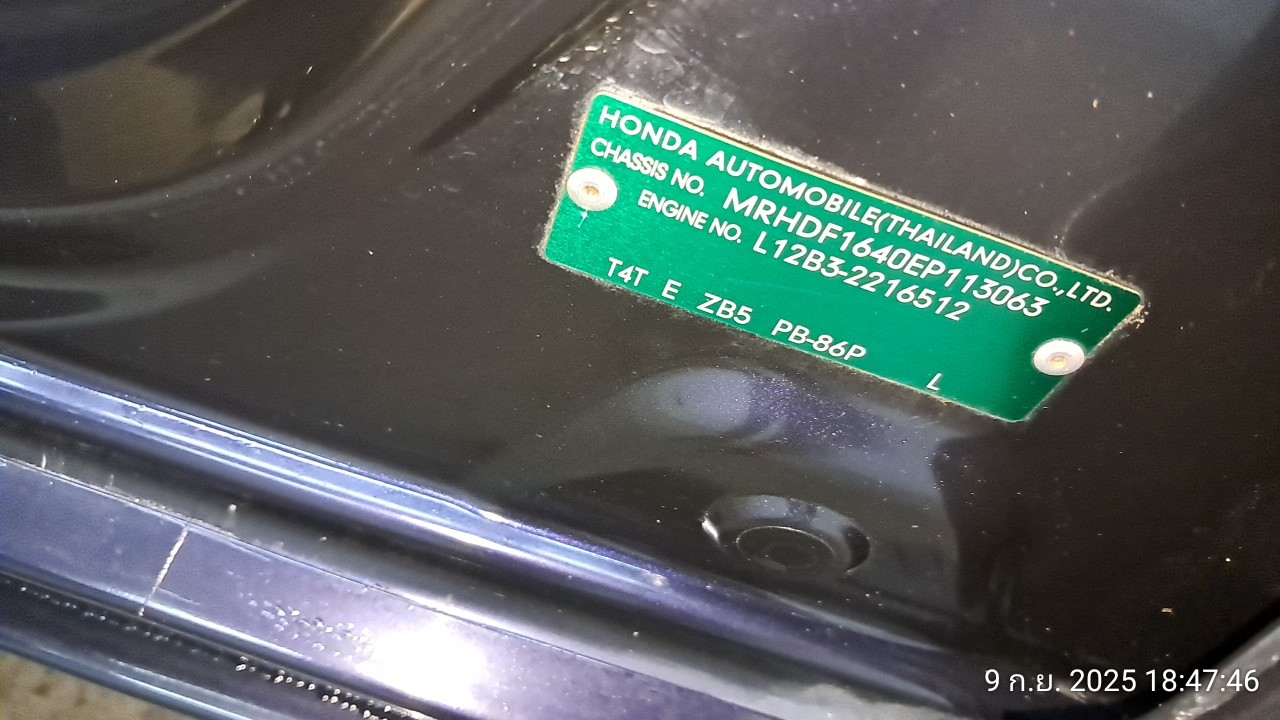 HONDA AUTOMOBILE(THAILAND)CO.,LTD.
CHASSIS NO. MRHDF1640EP113063
ENGINE NO. L12B3-2216512
T4T E ZB5 PB-86P L
9 ก.ย. 2025 18:47:46